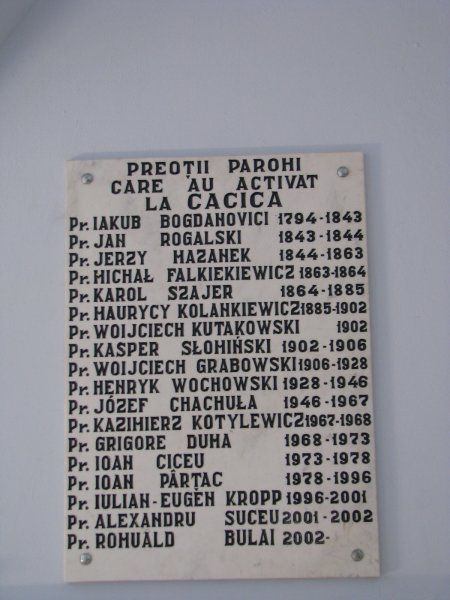 PREOȚII PAROHI
CARE AU ACTIVAT
LA CACICA
Pr. IAKUB BOGDANOVICI 1794-1843
Pr. JAN ROGALSKI 1843-1844
Pr. JERZY HAZANEK 1844-1863
Pr. MICHAŁ FALKIEKIEWICZ 1863-1864
Pr. KAROL SZAJER 1864-1885
Pr. HAURYCY KOLANKIEWICZ 1885-1902
Pr. WOJCIECH KUTAKOWSKI 1902
Pr. KASPER SŁOHIŃSKI 1902-1906
Pr. WOJCIECH GRABOWSKI 1906-1928
Pr. HENRYK WOCHOWSKI 1928-1946
Pr. JÓZEF CHACHUŁA 1946-1967
Pr. KAZIHIERZ KOTYLEWICZ 1967-1968
Pr. GRIGORE DUHA 1968-1973
Pr. IOAN CICEU 1973-1978
Pr. IOAN PÂRȚAC 1978-1996
Pr. IULIAN-EUGEN KROPP 1996-2001
Pr. ALEXANDRU SUCEU 2001-2002
Pr. ROHUALD BULAI 2002-